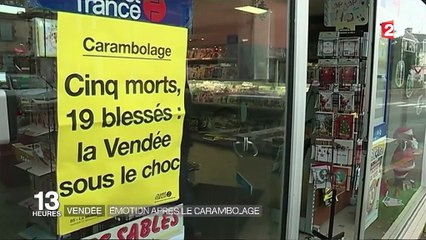 france
2
Carambolage
Cinq morts,
19 blessés :
la Vendée
sous le choc
SABLES
13
HEURES
VENDÉE
ÉMOTION APRÈS LE CARAMBOLAGE